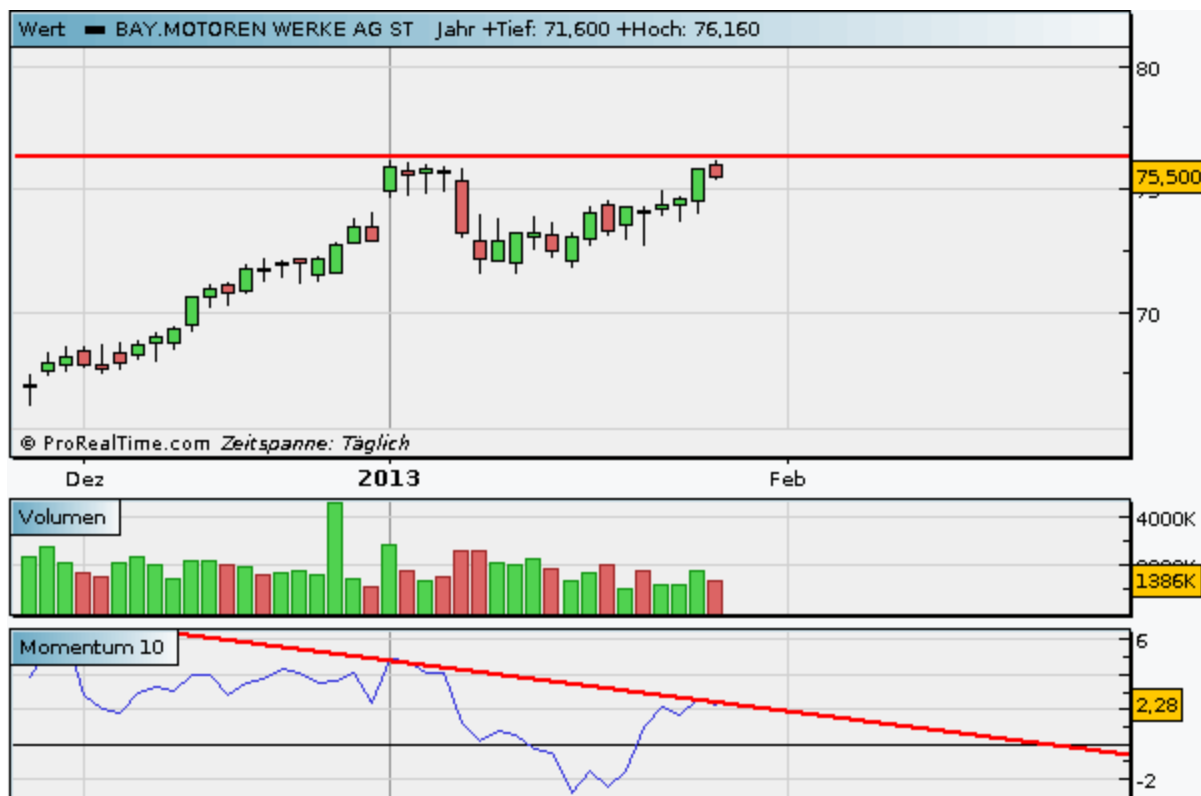 Wert BAY.MOTOREN WERKE AG ST Jahr +Tief: 71,600 +Hoch: 76,160
80
75,500
70
© ProRealTime.com Zeitspanne: Täglich
Dez 2013 Feb
Volumen
4000K
1386K
Momentum 10
6
2,28
-2